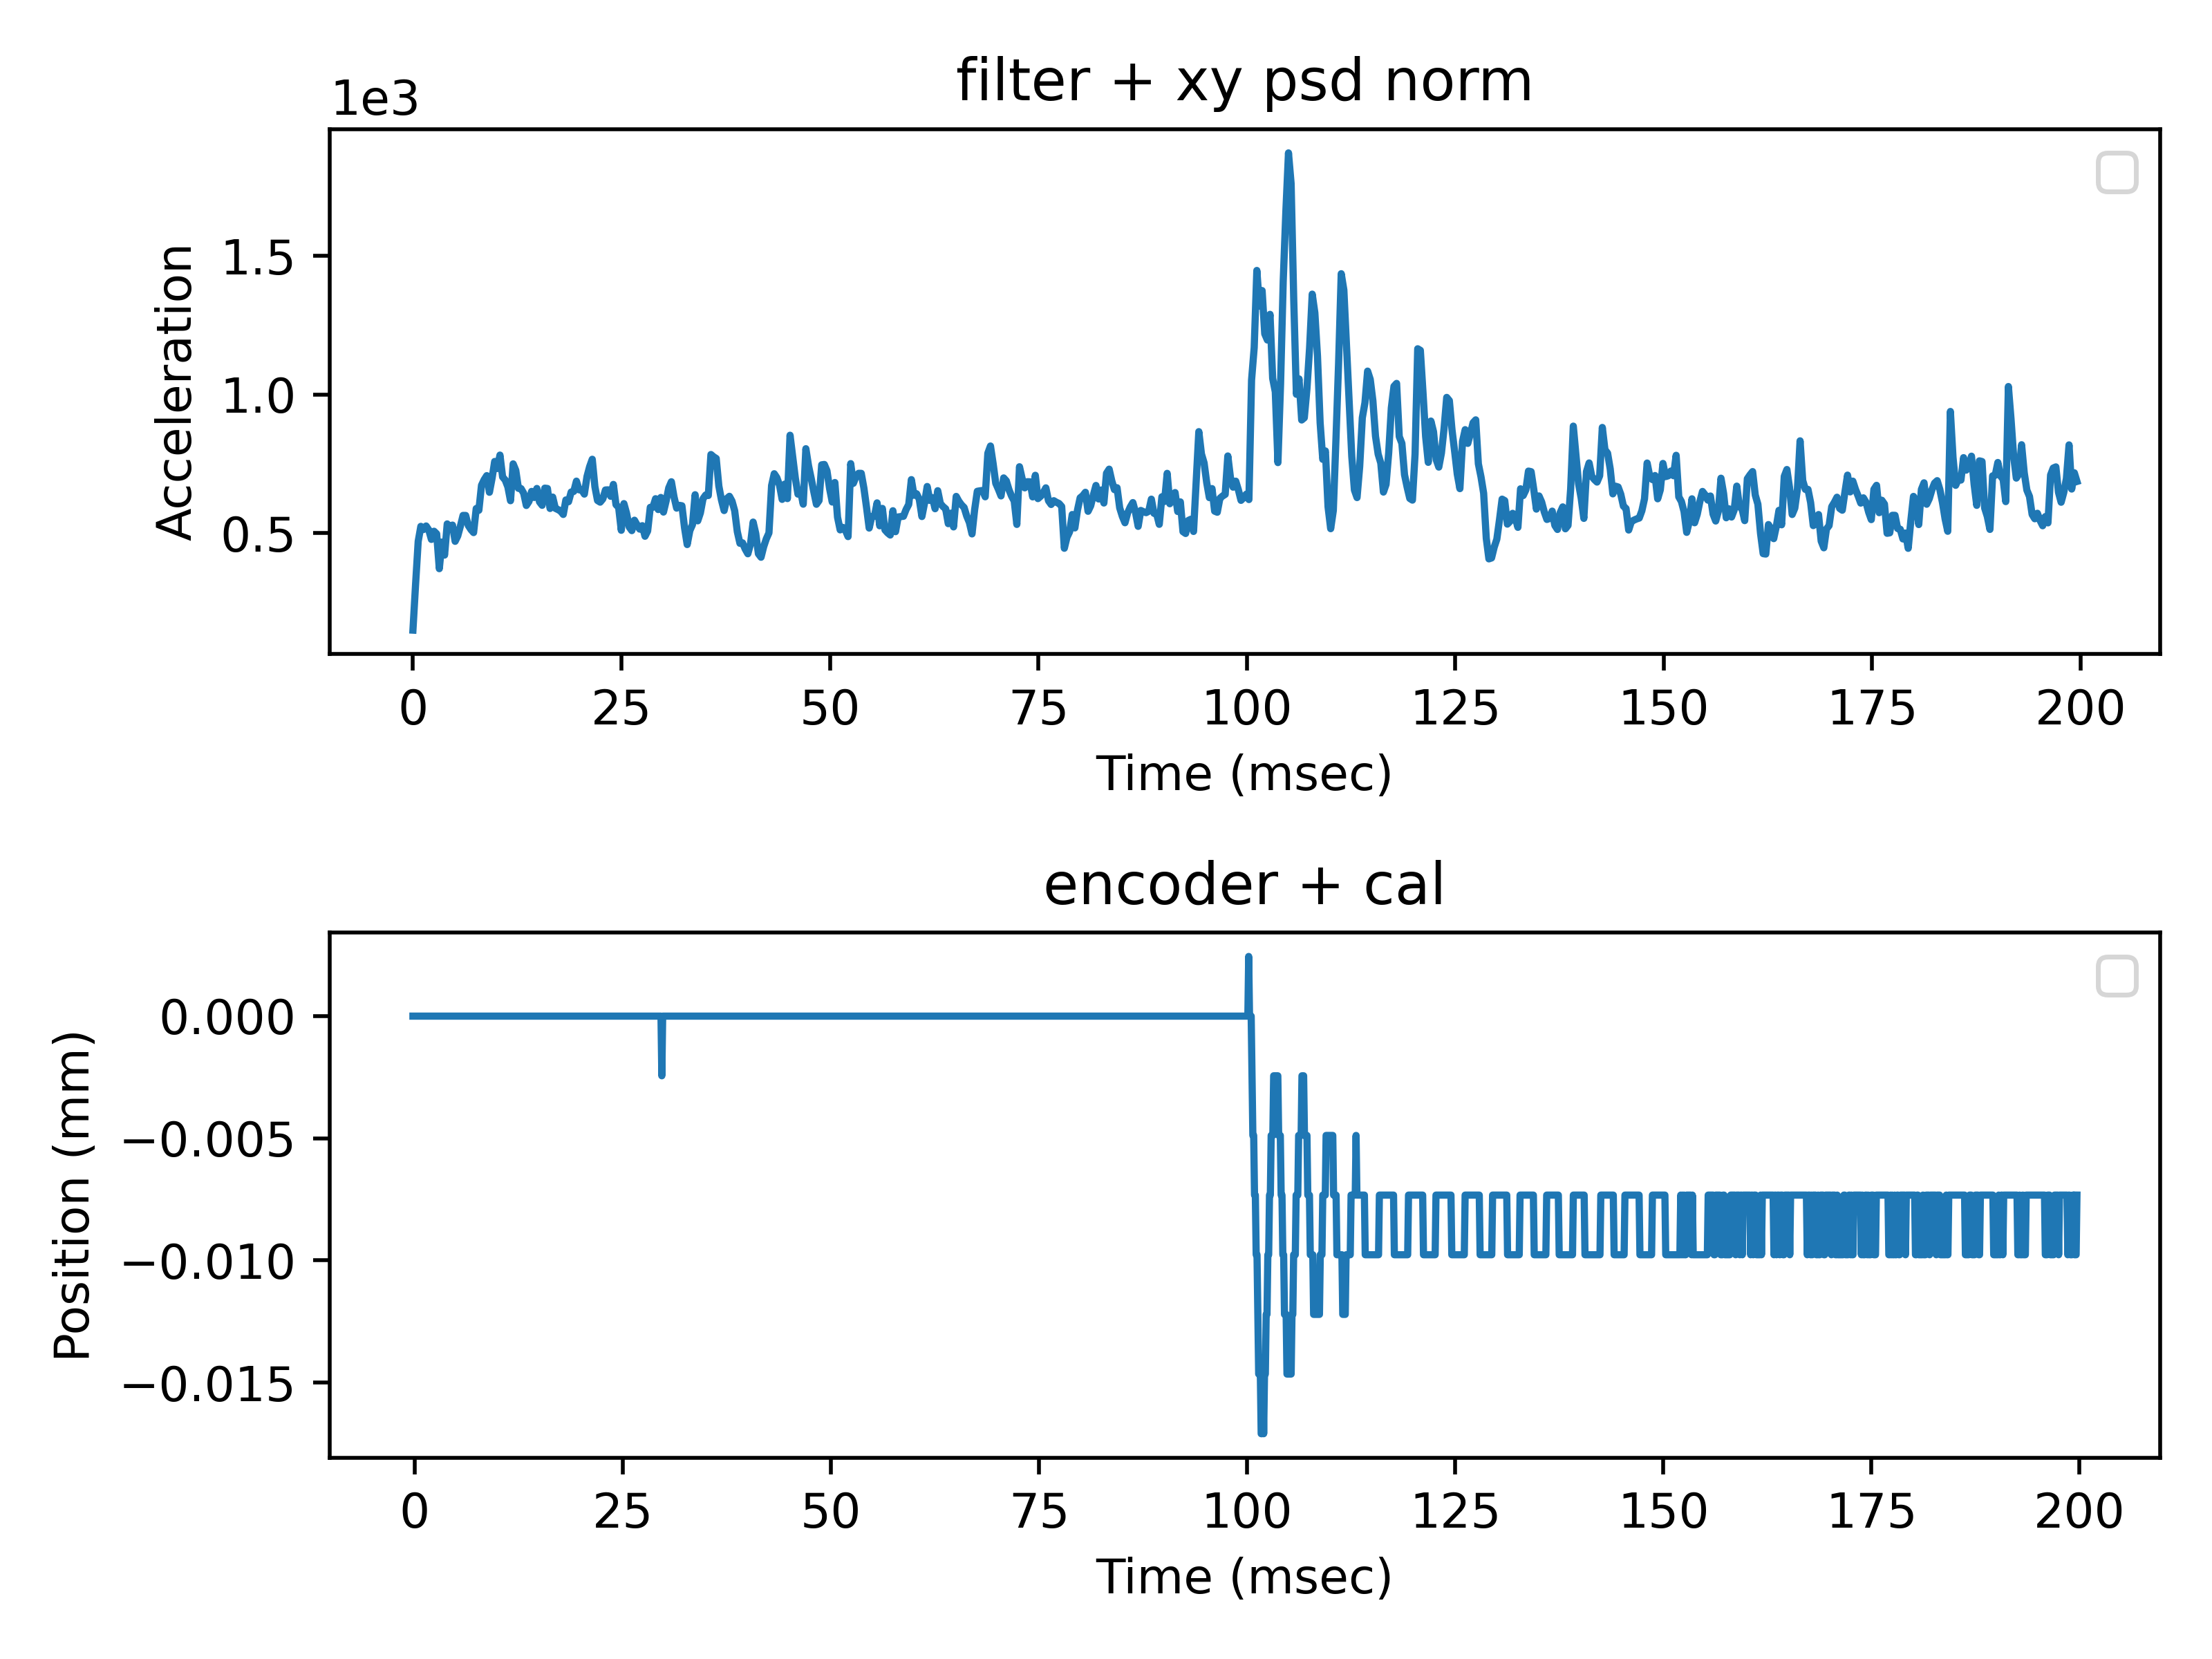 filter + xy psd norm
1e3
Acceleration
1.5
1.0
0.5
0 25 50 75 100 125 150 175 200
Time (msec)
encoder + cal
Position (mm)
0.000
−0.005
−0.010
−0.015
0 25 50 75 100 125 150 175 200
Time (msec)